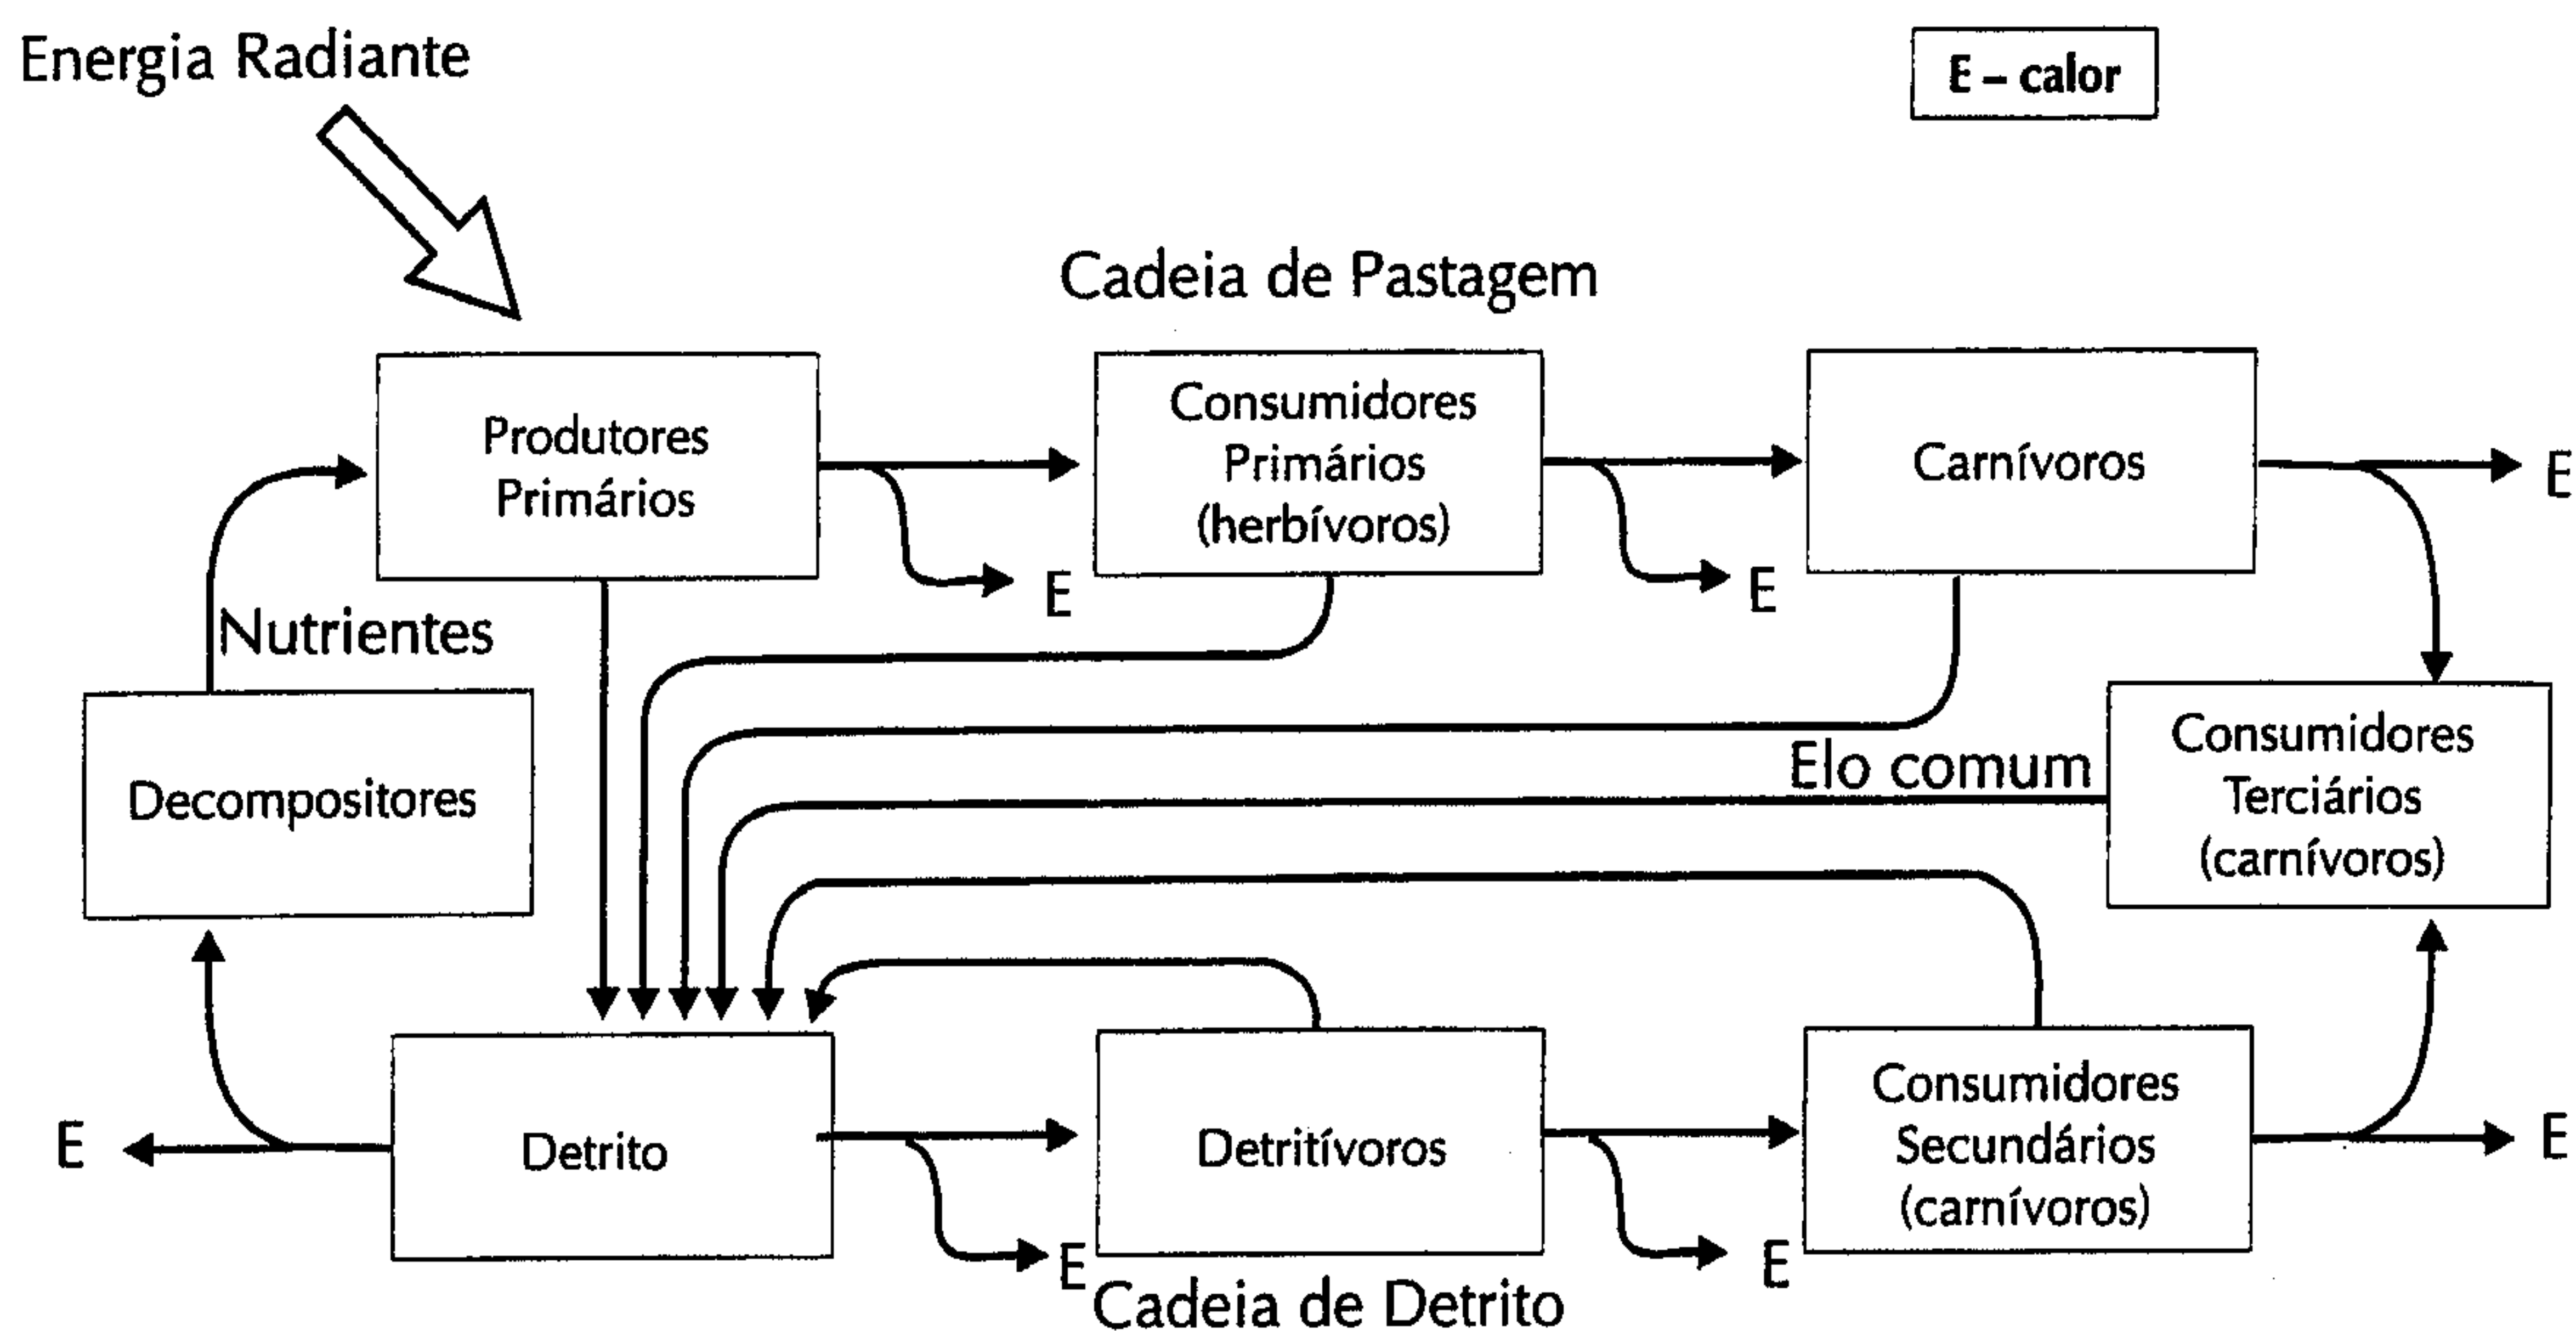 Energia Radiante
E – calor
Cadeia de Pastagem
Produtores
Primários
Consumidores
Primários
(herbívoros)
Carnívoros
E
E
E
Nutrientes
Decompositores
Elo comum
Consumidores
Terciários
(carnívoros)
E
Detrito
Detritívoros
Consumidores
Secundários
(carnívoros)
E
E
E
Cadeia de Detrito